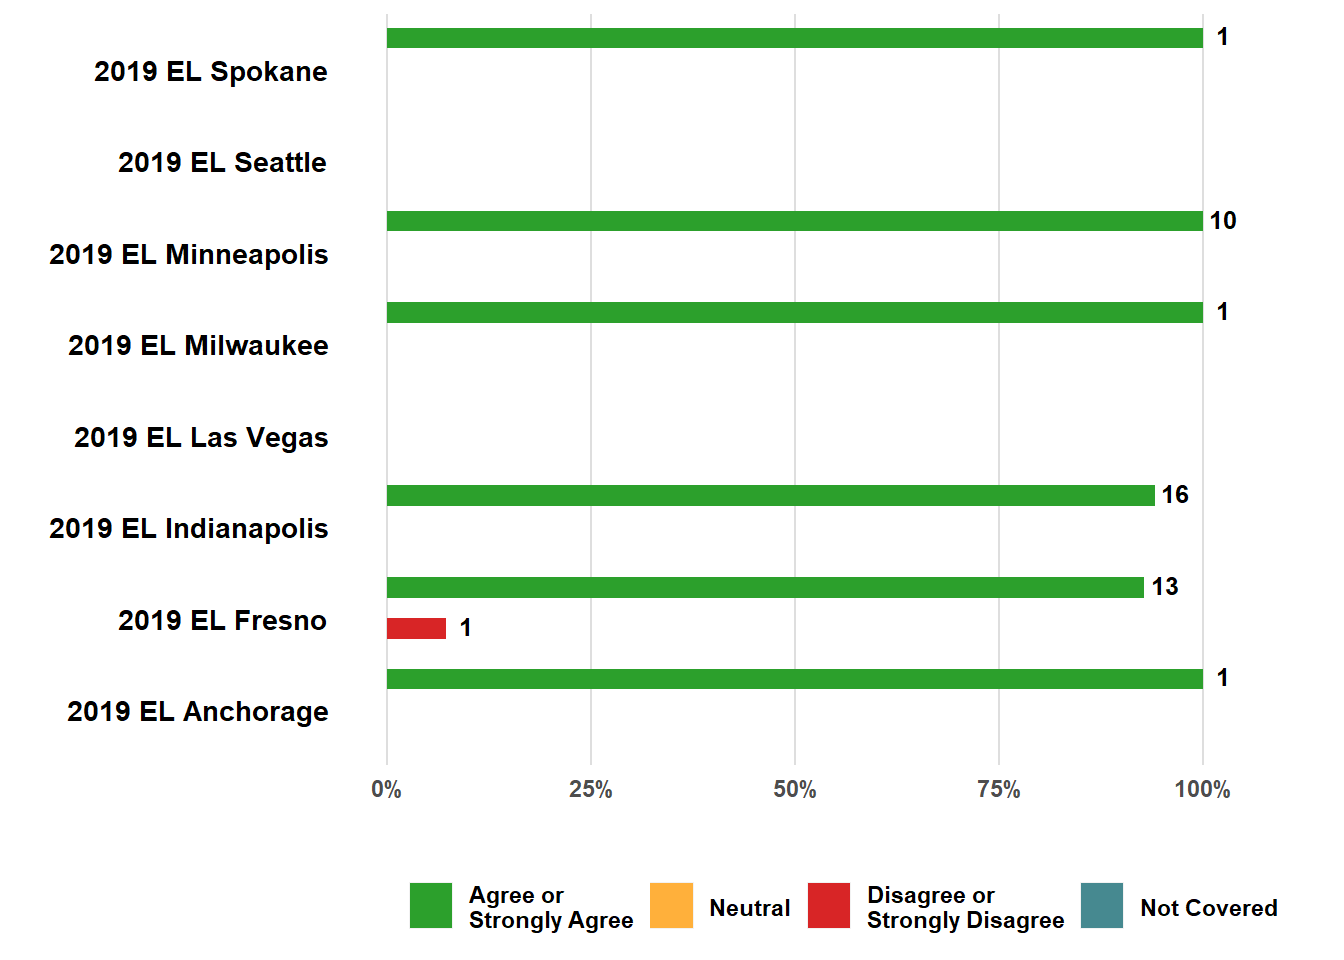 1
2019 EL Spokane
2019 EL Seattle
10
2019 EL Minneapolis
1
2019 EL Milwaukee
2019 EL Las Vegas
16
2019 EL Indianapolis
13
2019 EL Fresno
1
1
2019 EL Anchorage
0% 25% 50% 75% 100%
Agree or
Strongly Agree
Neutral
Disagree or
Strongly Disagree
Not Covered